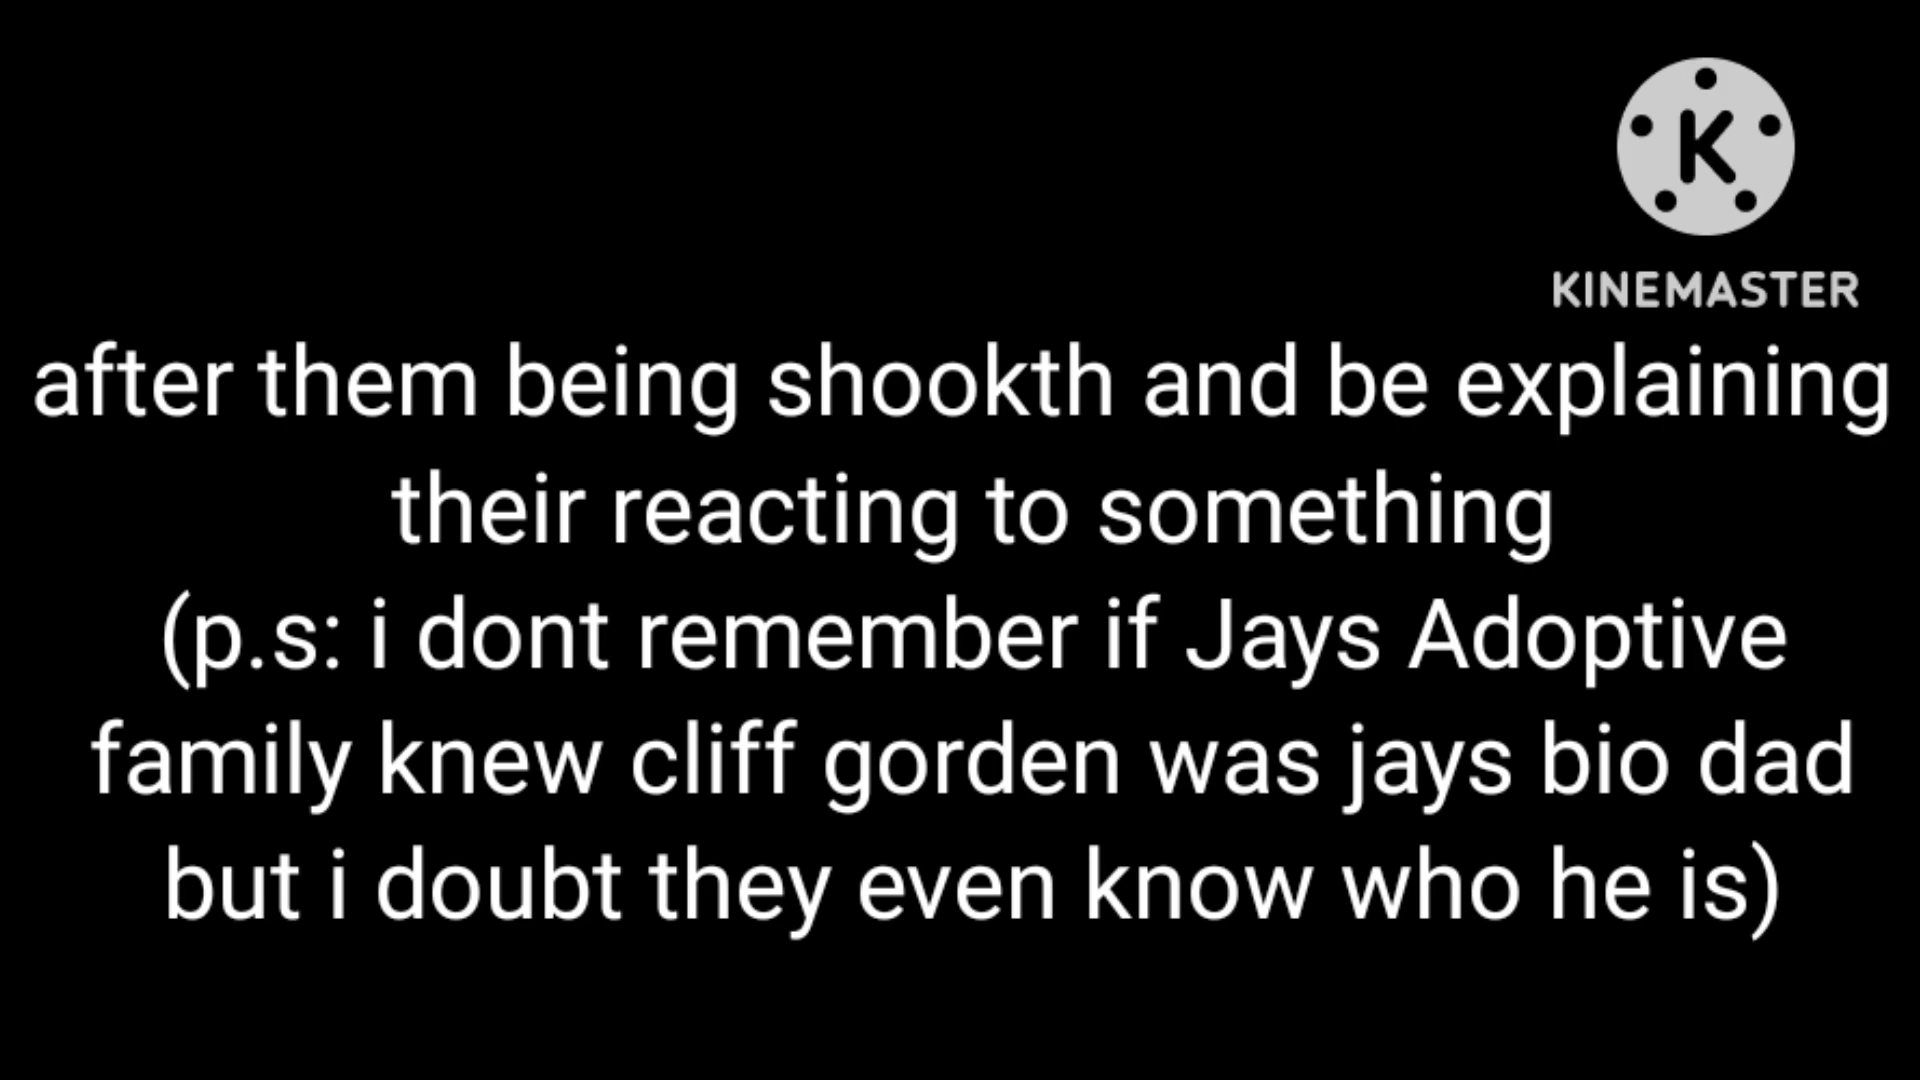 K
KINEMASTER
after them being shookth and be explaining
their reacting to something
(p.s: i dont remember if Jays Adoptive
family knew cliff gorden was jays bio dad
but i doubt they even know who he is)